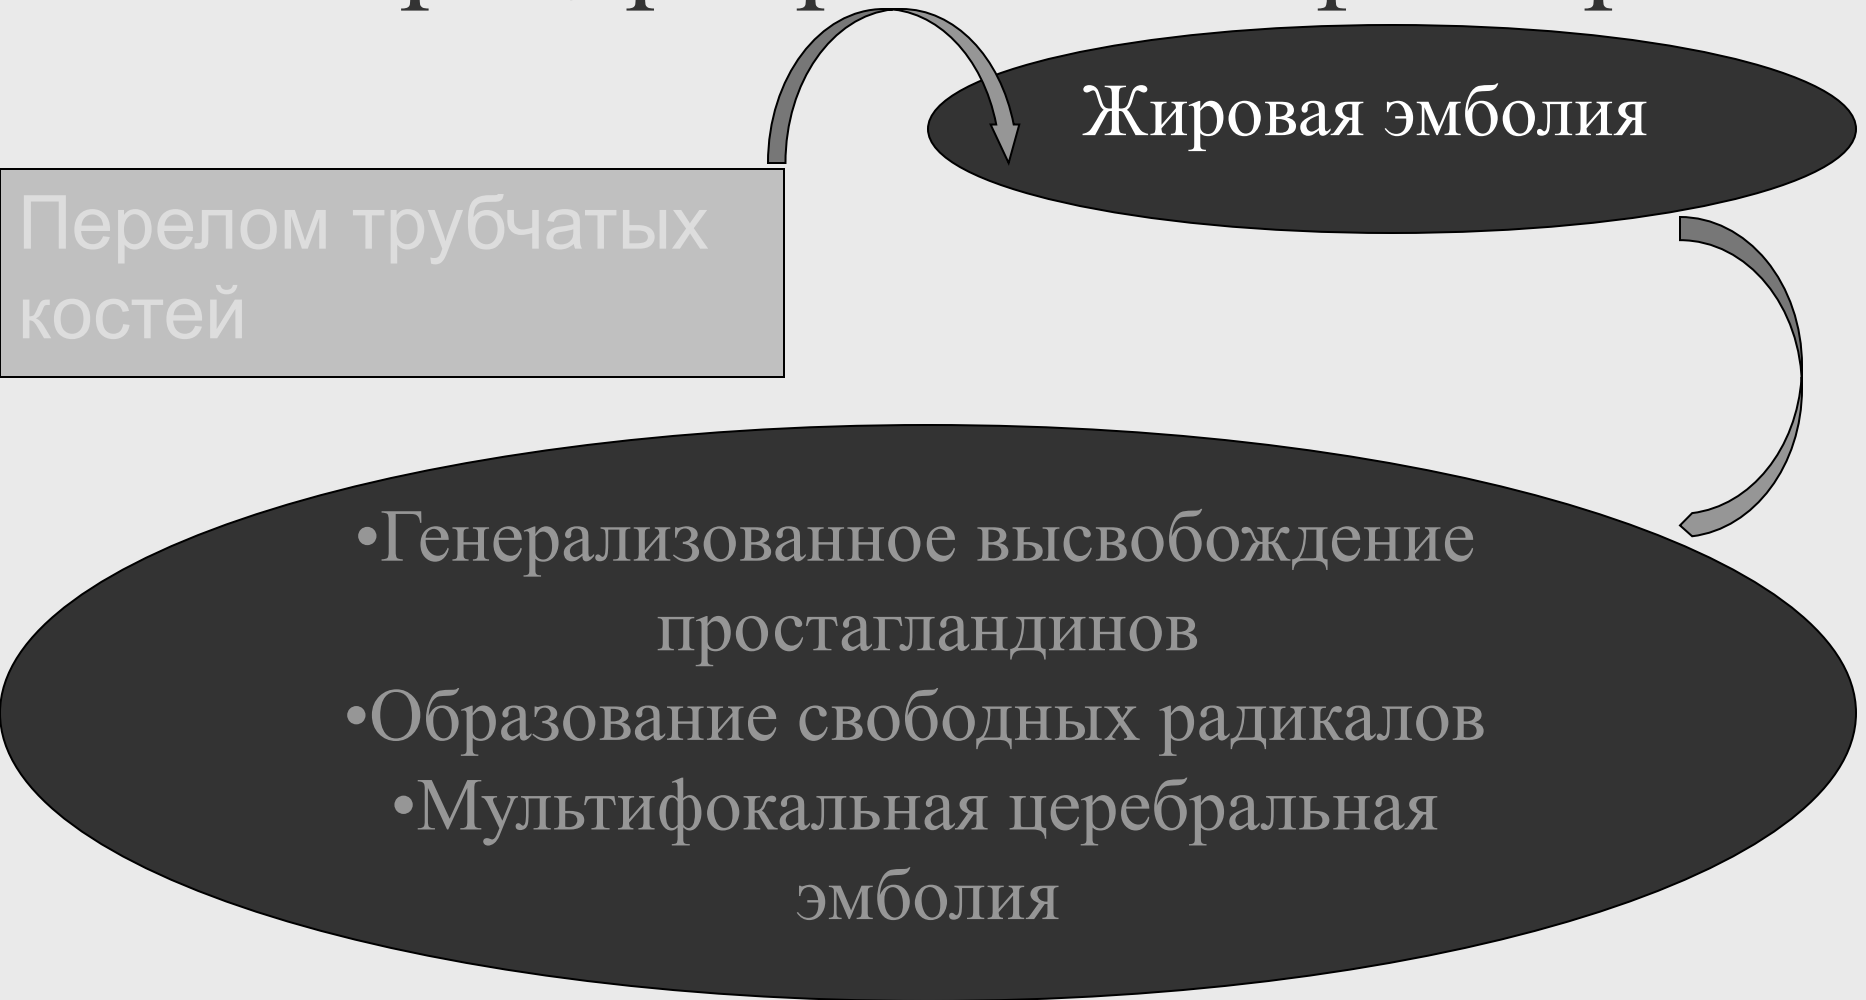 Жировая эмболия
Перелом трубчатых
костей
•Генерализованное высвобождение
простагландинов
•Образование свободных радикалов
•Мультифокальная церебральная
эмболия